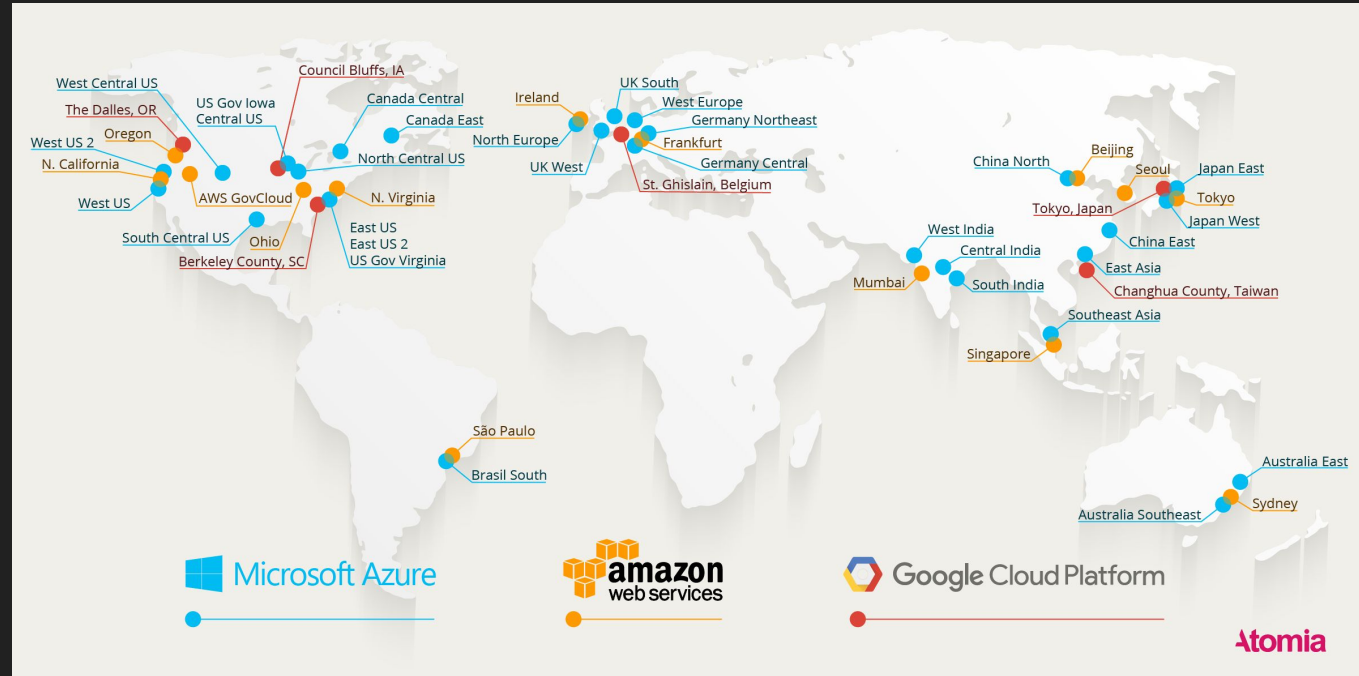 Council Bluffs, IA
West Central US
The Dalles, OR
US Gov Iowa
Central US
Canada Central
Oregon
Canada East
West US 2
N. California
North Central US
West US
AWS GovCloud
N. Virginia
South Central US
Ohio
East US
East US 2
US Gov Virginia
Berkeley County, SC
UK South
Ireland
West Europe
Germany Northeast
North Europe
Frankfurt
UK West
Germany Central
St. Ghislain, Belgium
Beijing
China North
Seoul
Japan East
Tokyo
Tokyo, Japan
Japan West
West India
China East
Central India
East Asia
Mumbai
South India
Changhua County, Taiwan
Southeast Asia
Singapore
São Paulo
Brasil South
Australia East
Sydney
Australia Southeast
Microsoft Azure
amazon
web services
Google Cloud Platform
Atomia